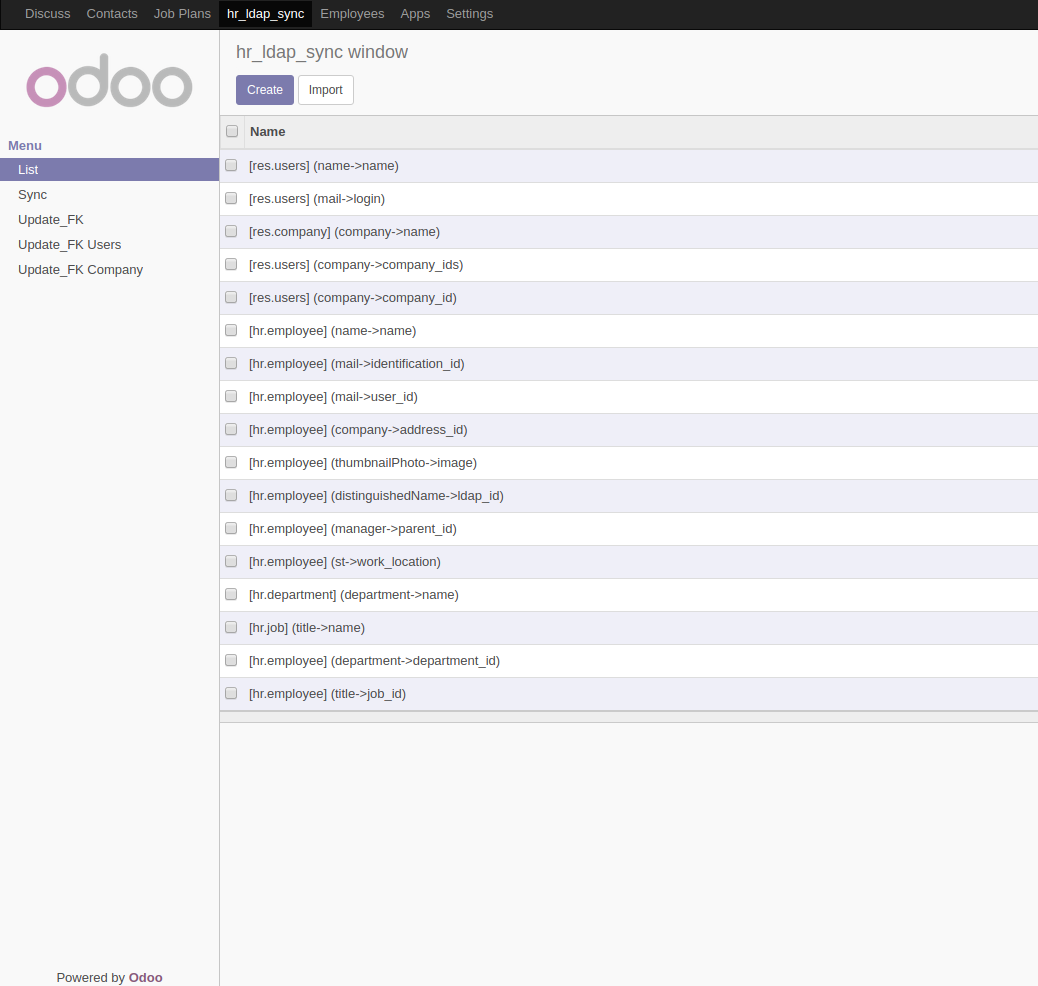 Discuss Contacts Job Plans hr_ldap_sync Employees Apps Settings
odoo
Menu
List
Sync
Update_FK
Update_FK Users
Update_FK Company
Powered by Odoo
hr_ldap_sync window
Create Import
Name
[res.users] (name->name)
[res.users] (mail->login)
[res.company] (company->name)
[res.users] (company->company_ids)
[res.users] (company->company_id)
[hr.employee] (name->name)
[hr.employee] (mail->identification_id)
[hr.employee] (mail->user_id)
[hr.employee] (company->address_id)
[hr.employee] (thumbnailPhoto->image)
[hr.employee] (distinguishedName->ldap_id)
[hr.employee] (manager->parent_id)
[hr.employee] (st->work_location)
[hr.department] (department->name)
[hr.job] (title->name)
[hr.employee] (department->department_id)
[hr.employee] (title->job_id)